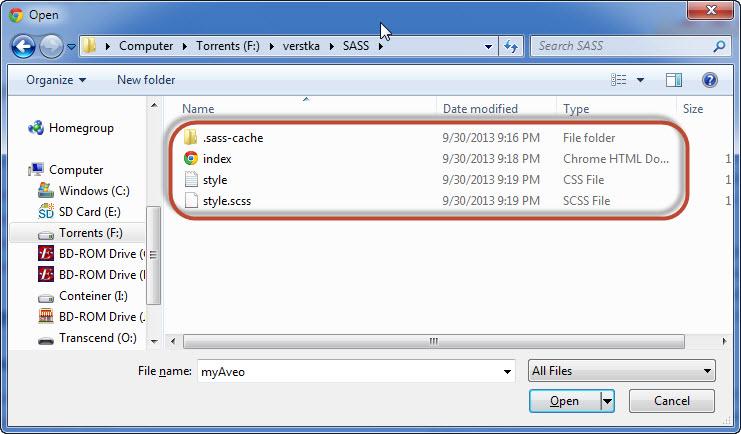 Open
Computer ▸ Torrents (F:) ▸ verstka ▸ SASS ▸
Search SASS
Organize
New folder
Name Date modified Type Size
Homegroup
Computer
Windows (C:)
SD Card (E:)
Torrents (F:)
BD-ROM Drive (
BD-ROM Drive (
Conteiner (I:)
BD-ROM Drive (
Transcend (O:)
.sass-cache 9/30/2013 9:16 PM File folder
index 9/30/2013 9:18 PM Chrome HTML Do... 1
style 9/30/2013 9:19 PM CSS File 1
style.scss 9/30/2013 9:19 PM SCSS File 1
File name: myAveo
All Files
Open
Cancel